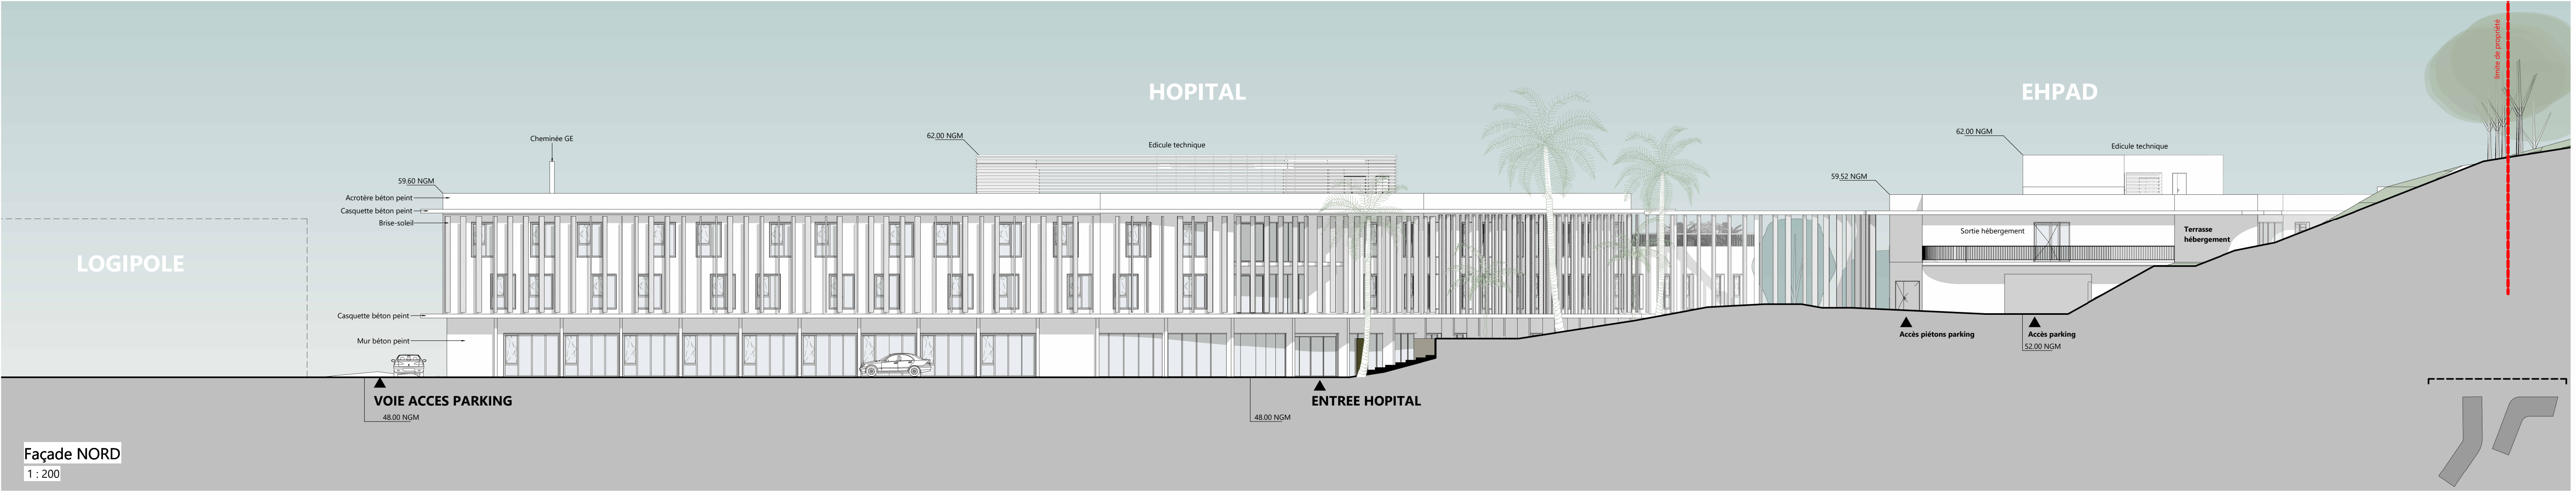 HOPITAL
EHPAD
LOGIPOLE
limite de propriété
Cheminée GE
62.00 NGM
Edicule technique
62.00 NGM
Edicule technique
59.60 NGM
59.52 NGM
Acrotère béton peint
Casquette béton peint
Brise-soleil
Sortie hébergement
Terrasse
hébergement
Casquette béton peint
Mur béton peint
Accès piétons parking
Accès parking
52.00 NGM
VOIE ACCES PARKING
48.00 NGM
ENTREE HOPITAL
48.00 NGM
Façade NORD
1 : 200